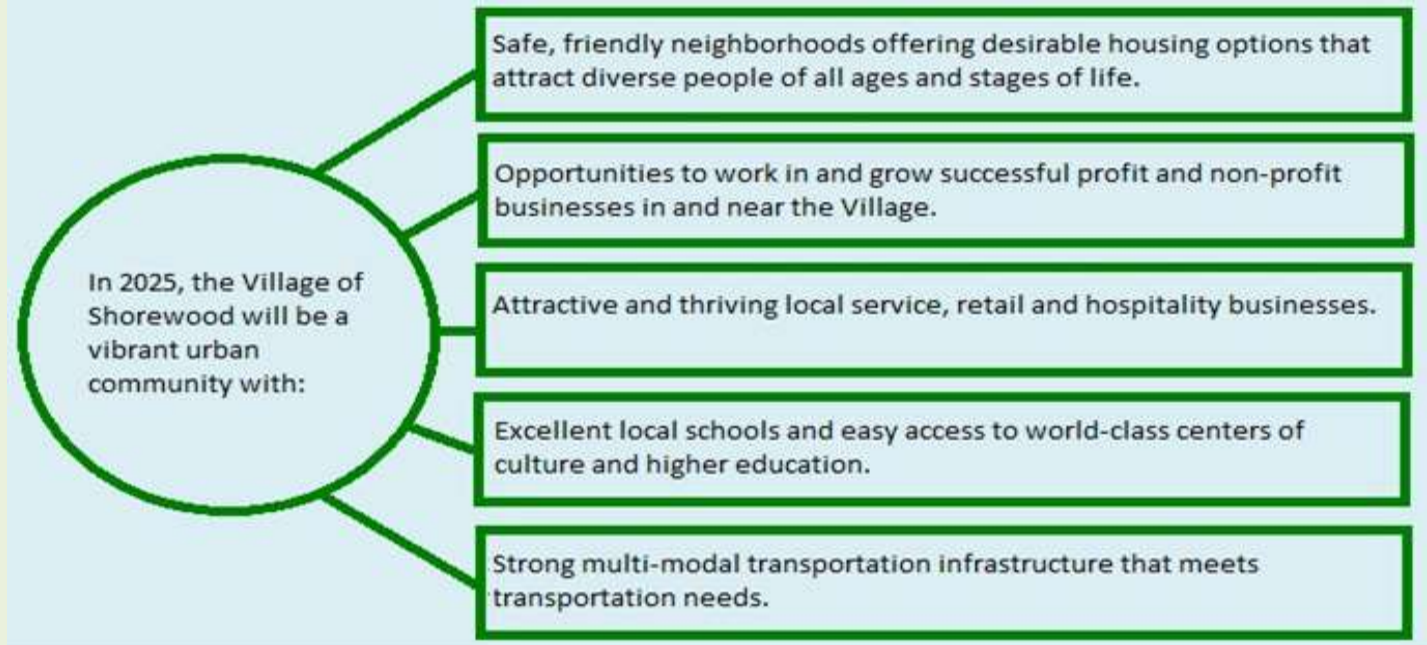 Safe, friendly neighborhoods offering desirable housing options that
attract diverse people of all ages and stages of life.
Opportunities to work in and grow successful profit and non-profit
businesses in and near the Village.
In 2025, the Village of
Shorewood will be a
vibrant urban
community with:
Attractive and thriving local service, retail and hospitality businesses.
Excellent local schools and easy access to world-class centers of
culture and higher education.
Strong multi-modal transportation infrastructure that meets
transportation needs.